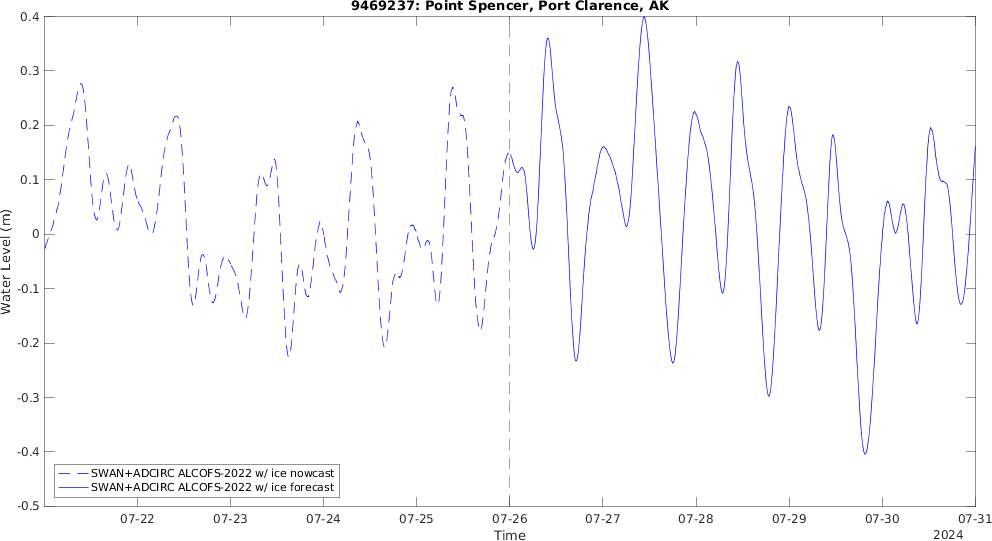 9469237: Point Spencer, Port Clarence, AK
0.4
0.3
0.2
0.1
0
-0.1
-0.2
-0.3
-0.4
-0.5
Water Level (m)
SWAN+ADCIRC ALCOFS-2022 w/ ice nowcast
SWAN+ADCIRC ALCOFS-2022 w/ ice forecast
07-22 07-23 07-24 07-25 07-26 07-27 07-28 07-29 07-30 07-31
Time
2024